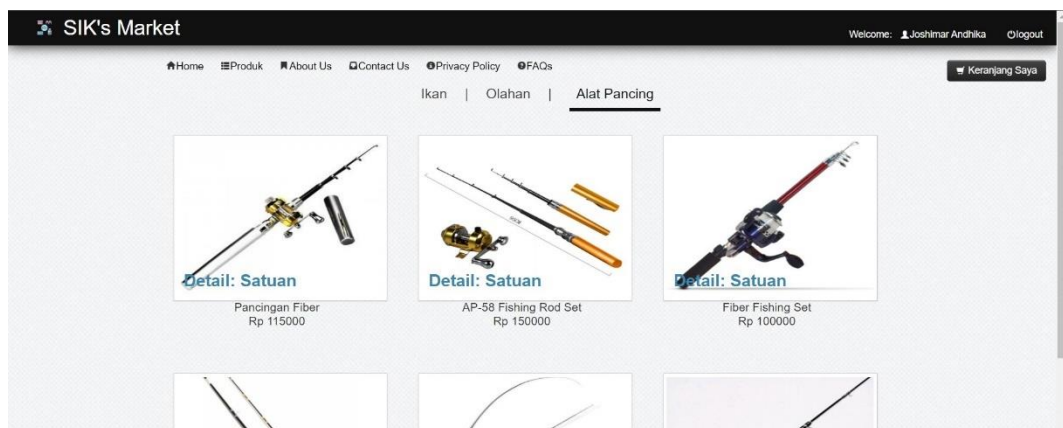 SIK's Market
Welcome: Joshimar Andhika logout
Home Produk About Us Contact Us Privacy Policy FAQs
Keranjang Saya
Ikan | Olahan | Alat Pancing
Detail: Satuan
Pancingan Fiber
Rp 115000
Detail: Satuan
AP-58 Fishing Rod Set
Rp 150000
Detail: Satuan
Fiber Fishing Set
Rp 100000